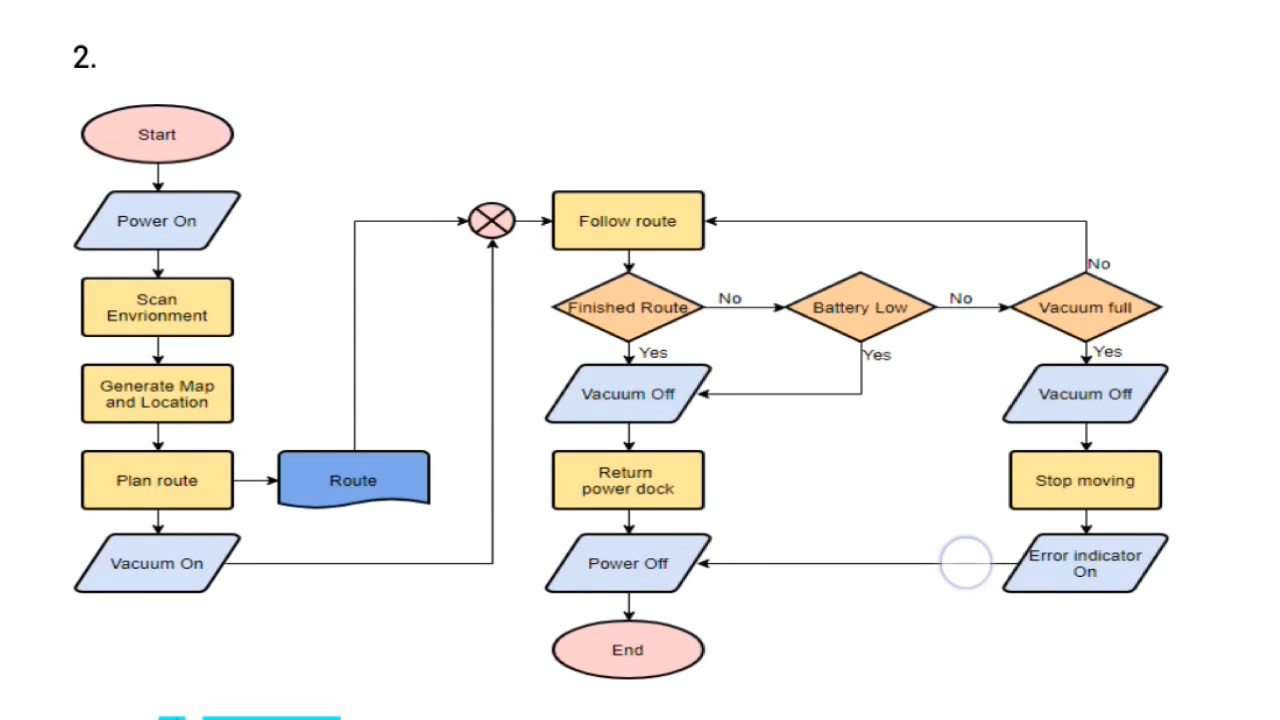 2.
Start
Power On
Scan
Envrionment
Generate Map
and Location
Plan route
Route
Vacuum On
Follow route
Finished Route
No
Battery Low
No
Vacuum full
No
Yes
Yes
Yes
Vacuum Off
Vacuum Off
Return
power dock
Stop moving
Power Off
Error indicator
On
End